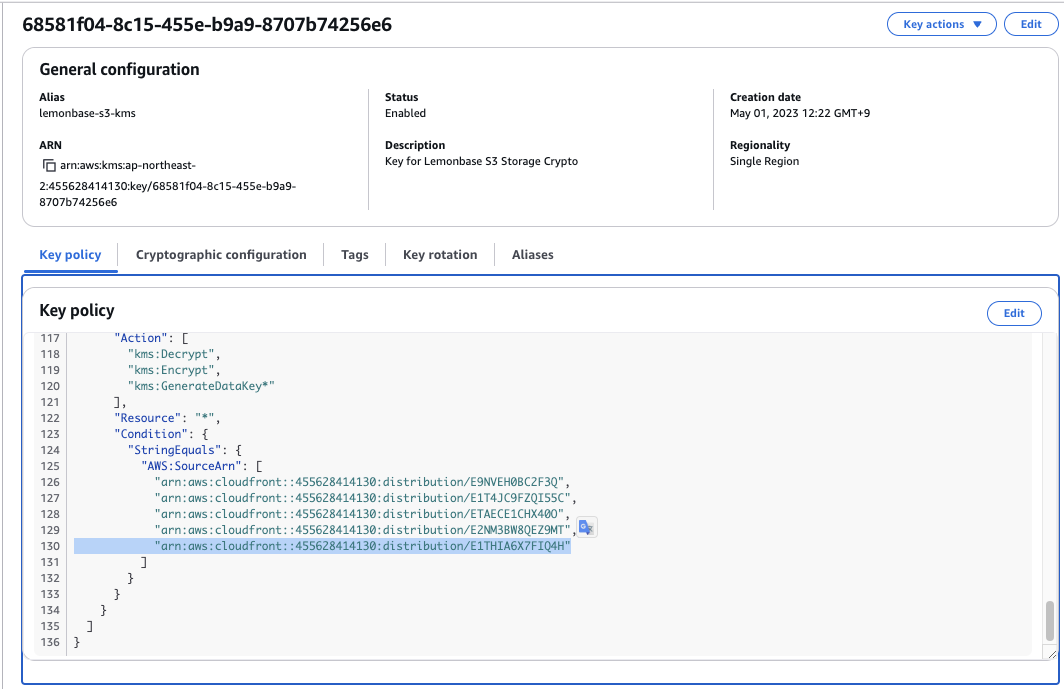 68581f04-8c15-455e-b9a9-8707b74256e6
Key actions
Edit
General configuration
Alias
lemonbase-s3-kms
ARN
arn:aws:kms:ap-northeast-
2:455628414130:key/68581f04-8c15-455e-b9a9-
8707b74256e6
Status
Enabled
Description
Key for Lemonbase S3 Storage Crypto
Creation date
May 01, 2023 12:22 GMT+9
Regionality
Single Region
Key policy
Cryptographic configuration
Tags
Key rotation
Aliases
Key policy
Edit
117 "Action": [
118 "kms:Decrypt",
119 "kms:Encrypt",
120 "kms:GenerateDataKey*"
121 ],
122 "Resource": "*",
123 "Condition": {
124 "StringEquals": {
125 "AWS:SourceArn": [
126 "arn:aws:cloudfront::455628414130:distribution/E9NVEH0BC2F3Q",
127 "arn:aws:cloudfront::455628414130:distribution/E1T4JC9FZQI55C",
128 "arn:aws:cloudfront::455628414130:distribution/ETAECE1CHX40O",
129 "arn:aws:cloudfront::455628414130:distribution/E2NM3BW8QEZ9MT",
130 "arn:aws:cloudfront::455628414130:distribution/E1THIA6X7FIQ4H"
131 ]
132 }
133 }
134 }
135 ]
136 }